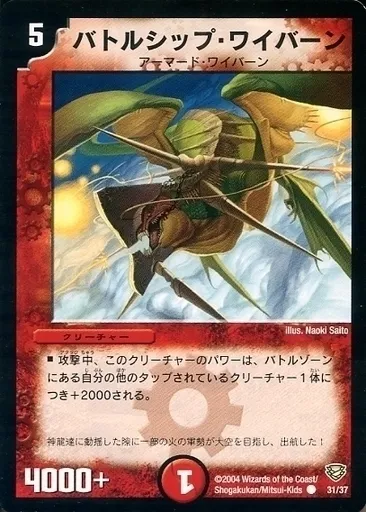 5
バトルシップ・ワイバーン
アーマード・ワイバーン
illus. Naoki Saito
クリーチャー
■ 攻撃中、このクリーチャーのパワーは、バトルゾーン
にある自分の他のタップされているクリーチャー1体に
つき+2000される。
神龍達に動揺した隙に一部の火の軍勢が大空を目指し、出航した!
4000+
1
©2004 Wizards of the Coast/
Shogakukan/Mitsui-Kids
31/37